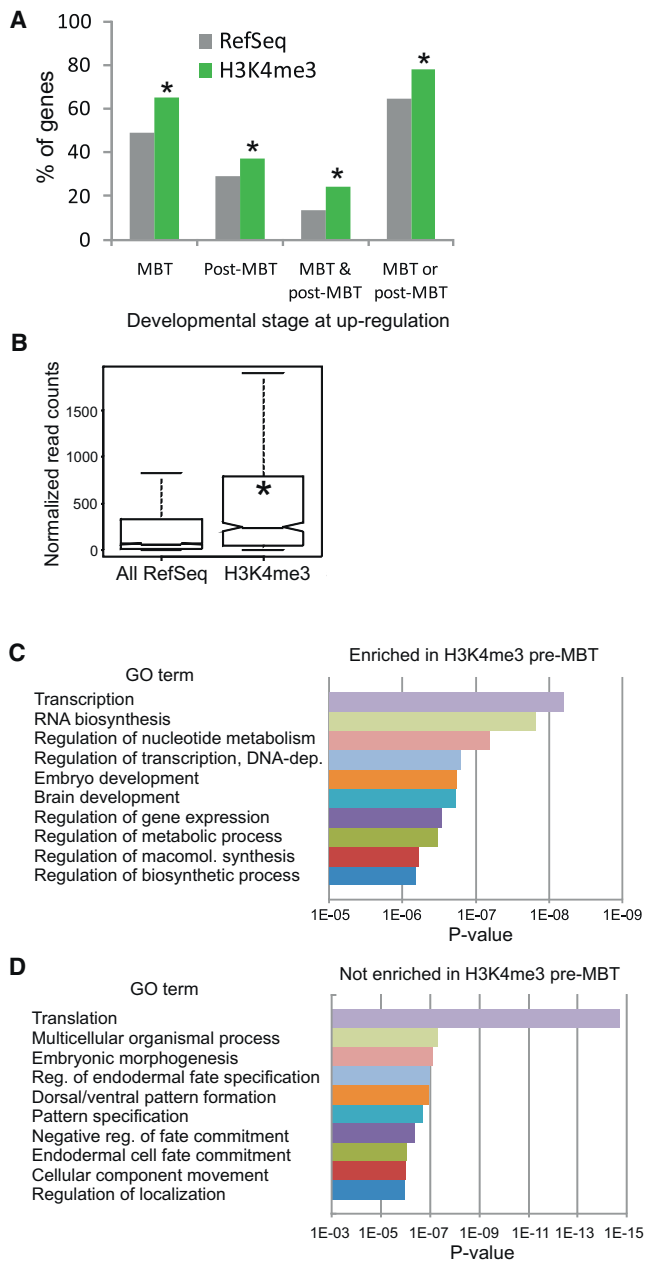 A
100
80
60
40
20
0
% of genes
RefSeq
H3K4me3
*
*
*
*
MBT
Post-MBT
MBT &
post-MBT
MBT or
post-MBT
Developmental stage at up-regulation
B
Normalized read counts
1500
1000
500
0
*
All RefSeq
H3K4me3
C
GO term
Enriched in H3K4me3 pre-MBT
Transcription
RNA biosynthesis
Regulation of nucleotide metabolism
Regulation of transcription, DNA-dep.
Embryo development
Brain development
Regulation of gene expression
Regulation of metabolic process
Regulation of macomol. synthesis
Regulation of biosynthetic process
1E-05 1E-06 1E-07 1E-08 1E-09
P-value
D
GO term
Not enriched in H3K4me3 pre-MBT
Translation
Multicellular organismal process
Embryonic morphogenesis
Reg. of endodermal fate specification
Dorsal/ventral pattern formation
Pattern specification
Negative reg. of fate commitment
Endodermal cell fate commitment
Cellular component movement
Regulation of localization
1E-03 1E-05 1E-07 1E-09 1E-11 1E-13 1E-15
P-value